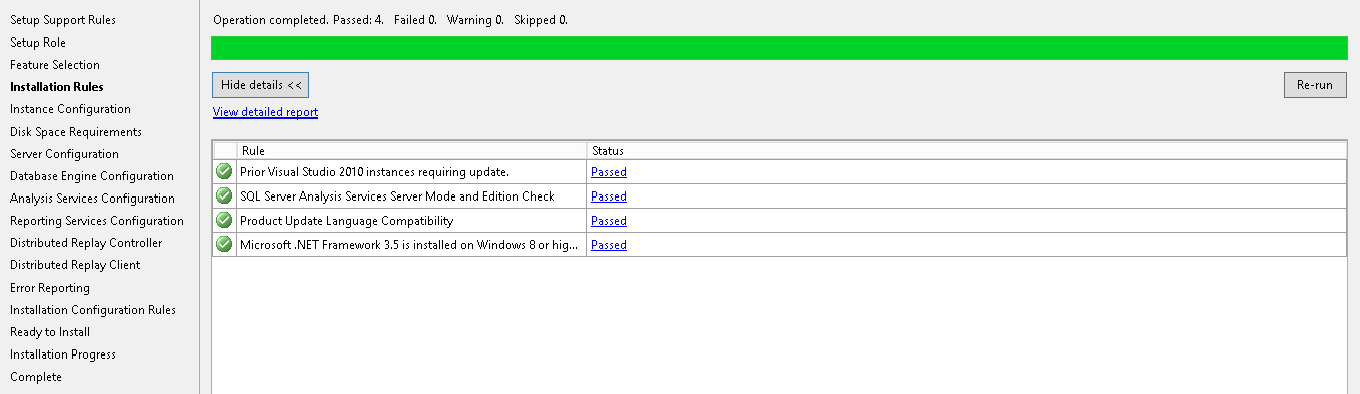 Setup Support Rules
Setup Role
Feature Selection
Installation Rules
Instance Configuration
Disk Space Requirements
Server Configuration
Database Engine Configuration
Analysis Services Configuration
Reporting Services Configuration
Distributed Replay Controller
Distributed Replay Client
Error Reporting
Installation Configuration Rules
Ready to Install
Installation Progress
Complete
Operation completed. Passed: 4. Failed 0. Warning 0. Skipped 0.
Hide details << Re-run
View detailed report
Rule Status
Prior Visual Studio 2010 instances requiring update. Passed
SQL Server Analysis Services Server Mode and Edition Check Passed
Product Update Language Compatibility Passed
Microsoft .NET Framework 3.5 is installed on Windows 8 or hig... Passed